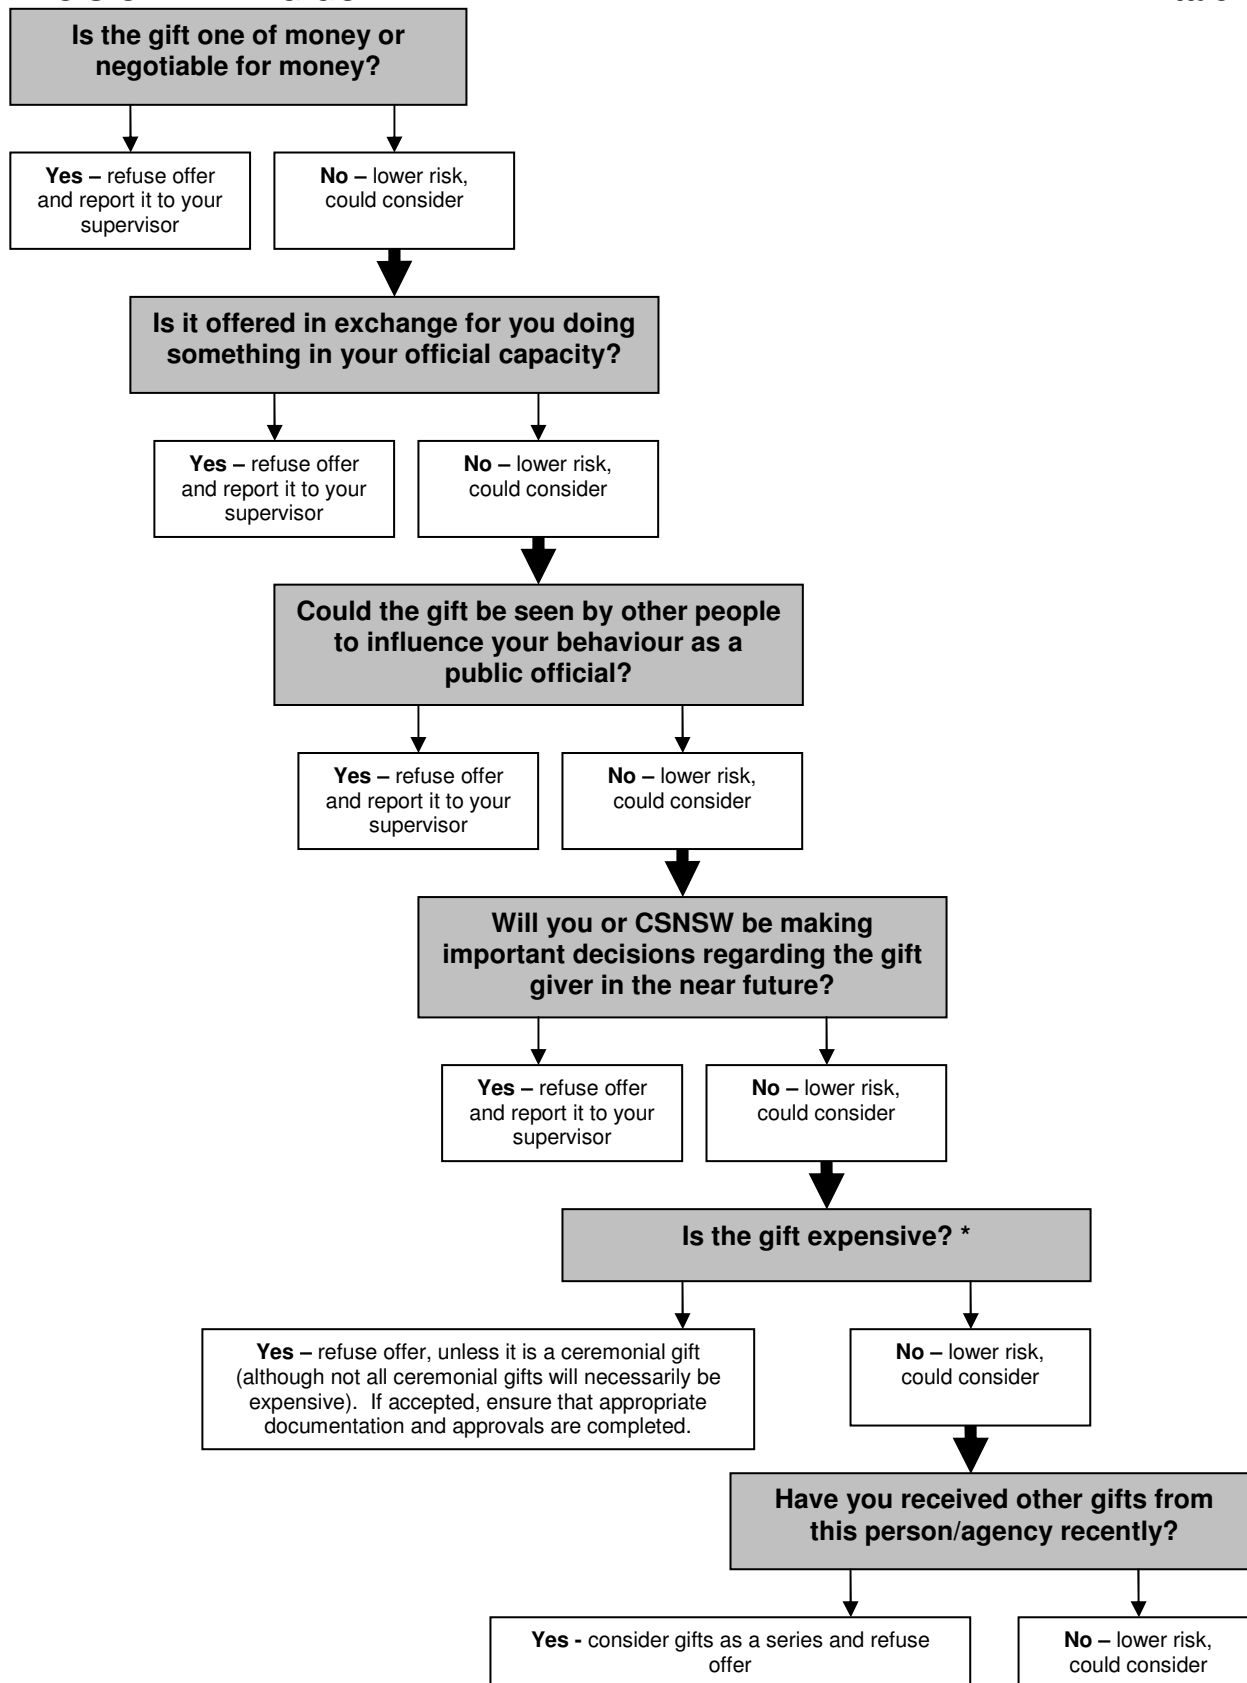 Is the gift one of money or
negotiable for money?
Yes – refuse offer
and report it to your
supervisor
No – lower risk,
could consider
Is it offered in exchange for you doing
something in your official capacity?
Yes – refuse offer
and report it to your
supervisor
No – lower risk,
could consider
Could the gift be seen by other people
to influence your behaviour as a
public official?
Yes – refuse offer
and report it to your
supervisor
No – lower risk,
could consider
Will you or CSNSW be making
important decisions regarding the gift
giver in the near future?
Yes – refuse offer
and report it to your
supervisor
No – lower risk,
could consider
Is the gift expensive? *
Yes – refuse offer, unless it is a ceremonial gift
(although not all ceremonial gifts will necessarily be
expensive).  If accepted, ensure that appropriate
documentation and approvals are completed.
No – lower risk,
could consider
Have you received other gifts from
this person/agency recently?
Yes - consider gifts as a series and refuse
offer
No – lower risk,
could consider